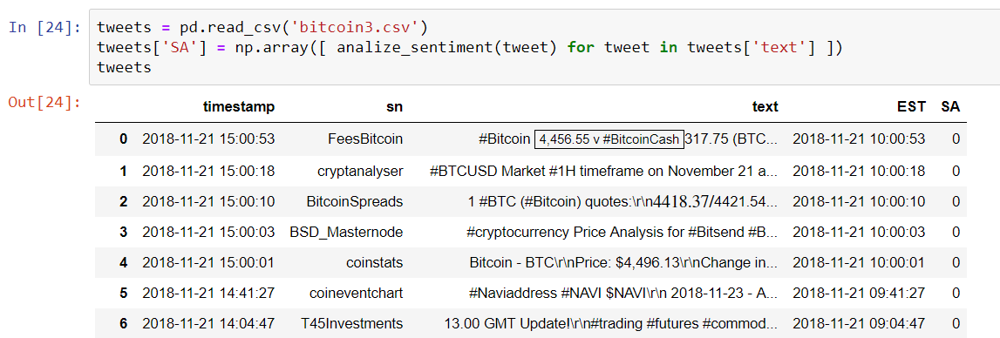 In [24]: tweets = pd.read_csv('bitcoin3.csv')
tweets['SA'] = np.array([ analize_sentiment(tweet) for tweet in tweets['text'] ])
tweets
Out[24]:
timestamp sn text EST SA
0 2018-11-21 15:00:53 FeesBitcoin #Bitcoin 4,456.55 v #BitcoinCash 317.75 (BTC... 2018-11-21 10:00:53 0
1 2018-11-21 15:00:18 cryptanalyser #BTCUSD Market #1H timeframe on November 21 a... 2018-11-21 10:00:18 0
2 2018-11-21 15:00:10 BitcoinSpreads 1 #BTC (#Bitcoin) quotes:\r\n4418.37/4421.54... 2018-11-21 10:00:10 0
3 2018-11-21 15:00:03 BSD_Masternode #cryptocurrency Price Analysis for #Bitsend #B... 2018-11-21 10:00:03 0
4 2018-11-21 15:00:01 coinstats Bitcoin - BTC\r\nPrice: $4,496.13\r\nChange in... 2018-11-21 10:00:01 0
5 2018-11-21 14:41:27 coineventchart #Naviaddress #NAVI $NAVI\r\n 2018-11-23 - A... 2018-11-21 09:41:27 0
6 2018-11-21 14:04:47 T45Investments 13.00 GMT Update!\r\n#trading #futures #commod... 2018-11-21 09:04:47 0